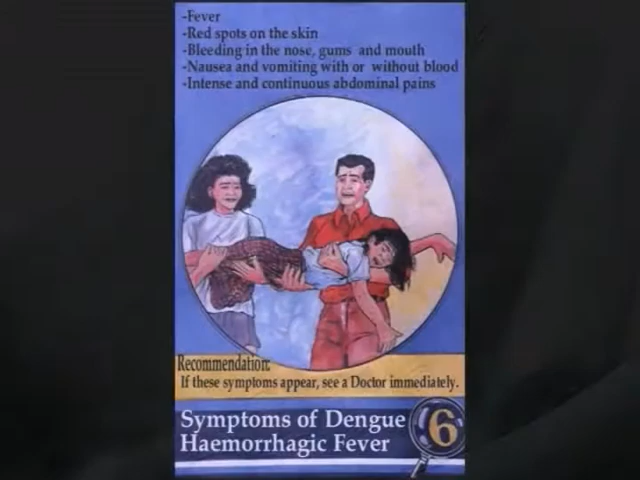 -Fever
-Red spots on the skin
-Bleeding in the nose, gums and mouth
-Nausea and vomiting with or without blood
-Intense and continuous abdominal pains
Recommendation:
If these symptoms appear, see a Doctor immediately.
Symptoms of Dengue
Haemorrhagic Fever
6